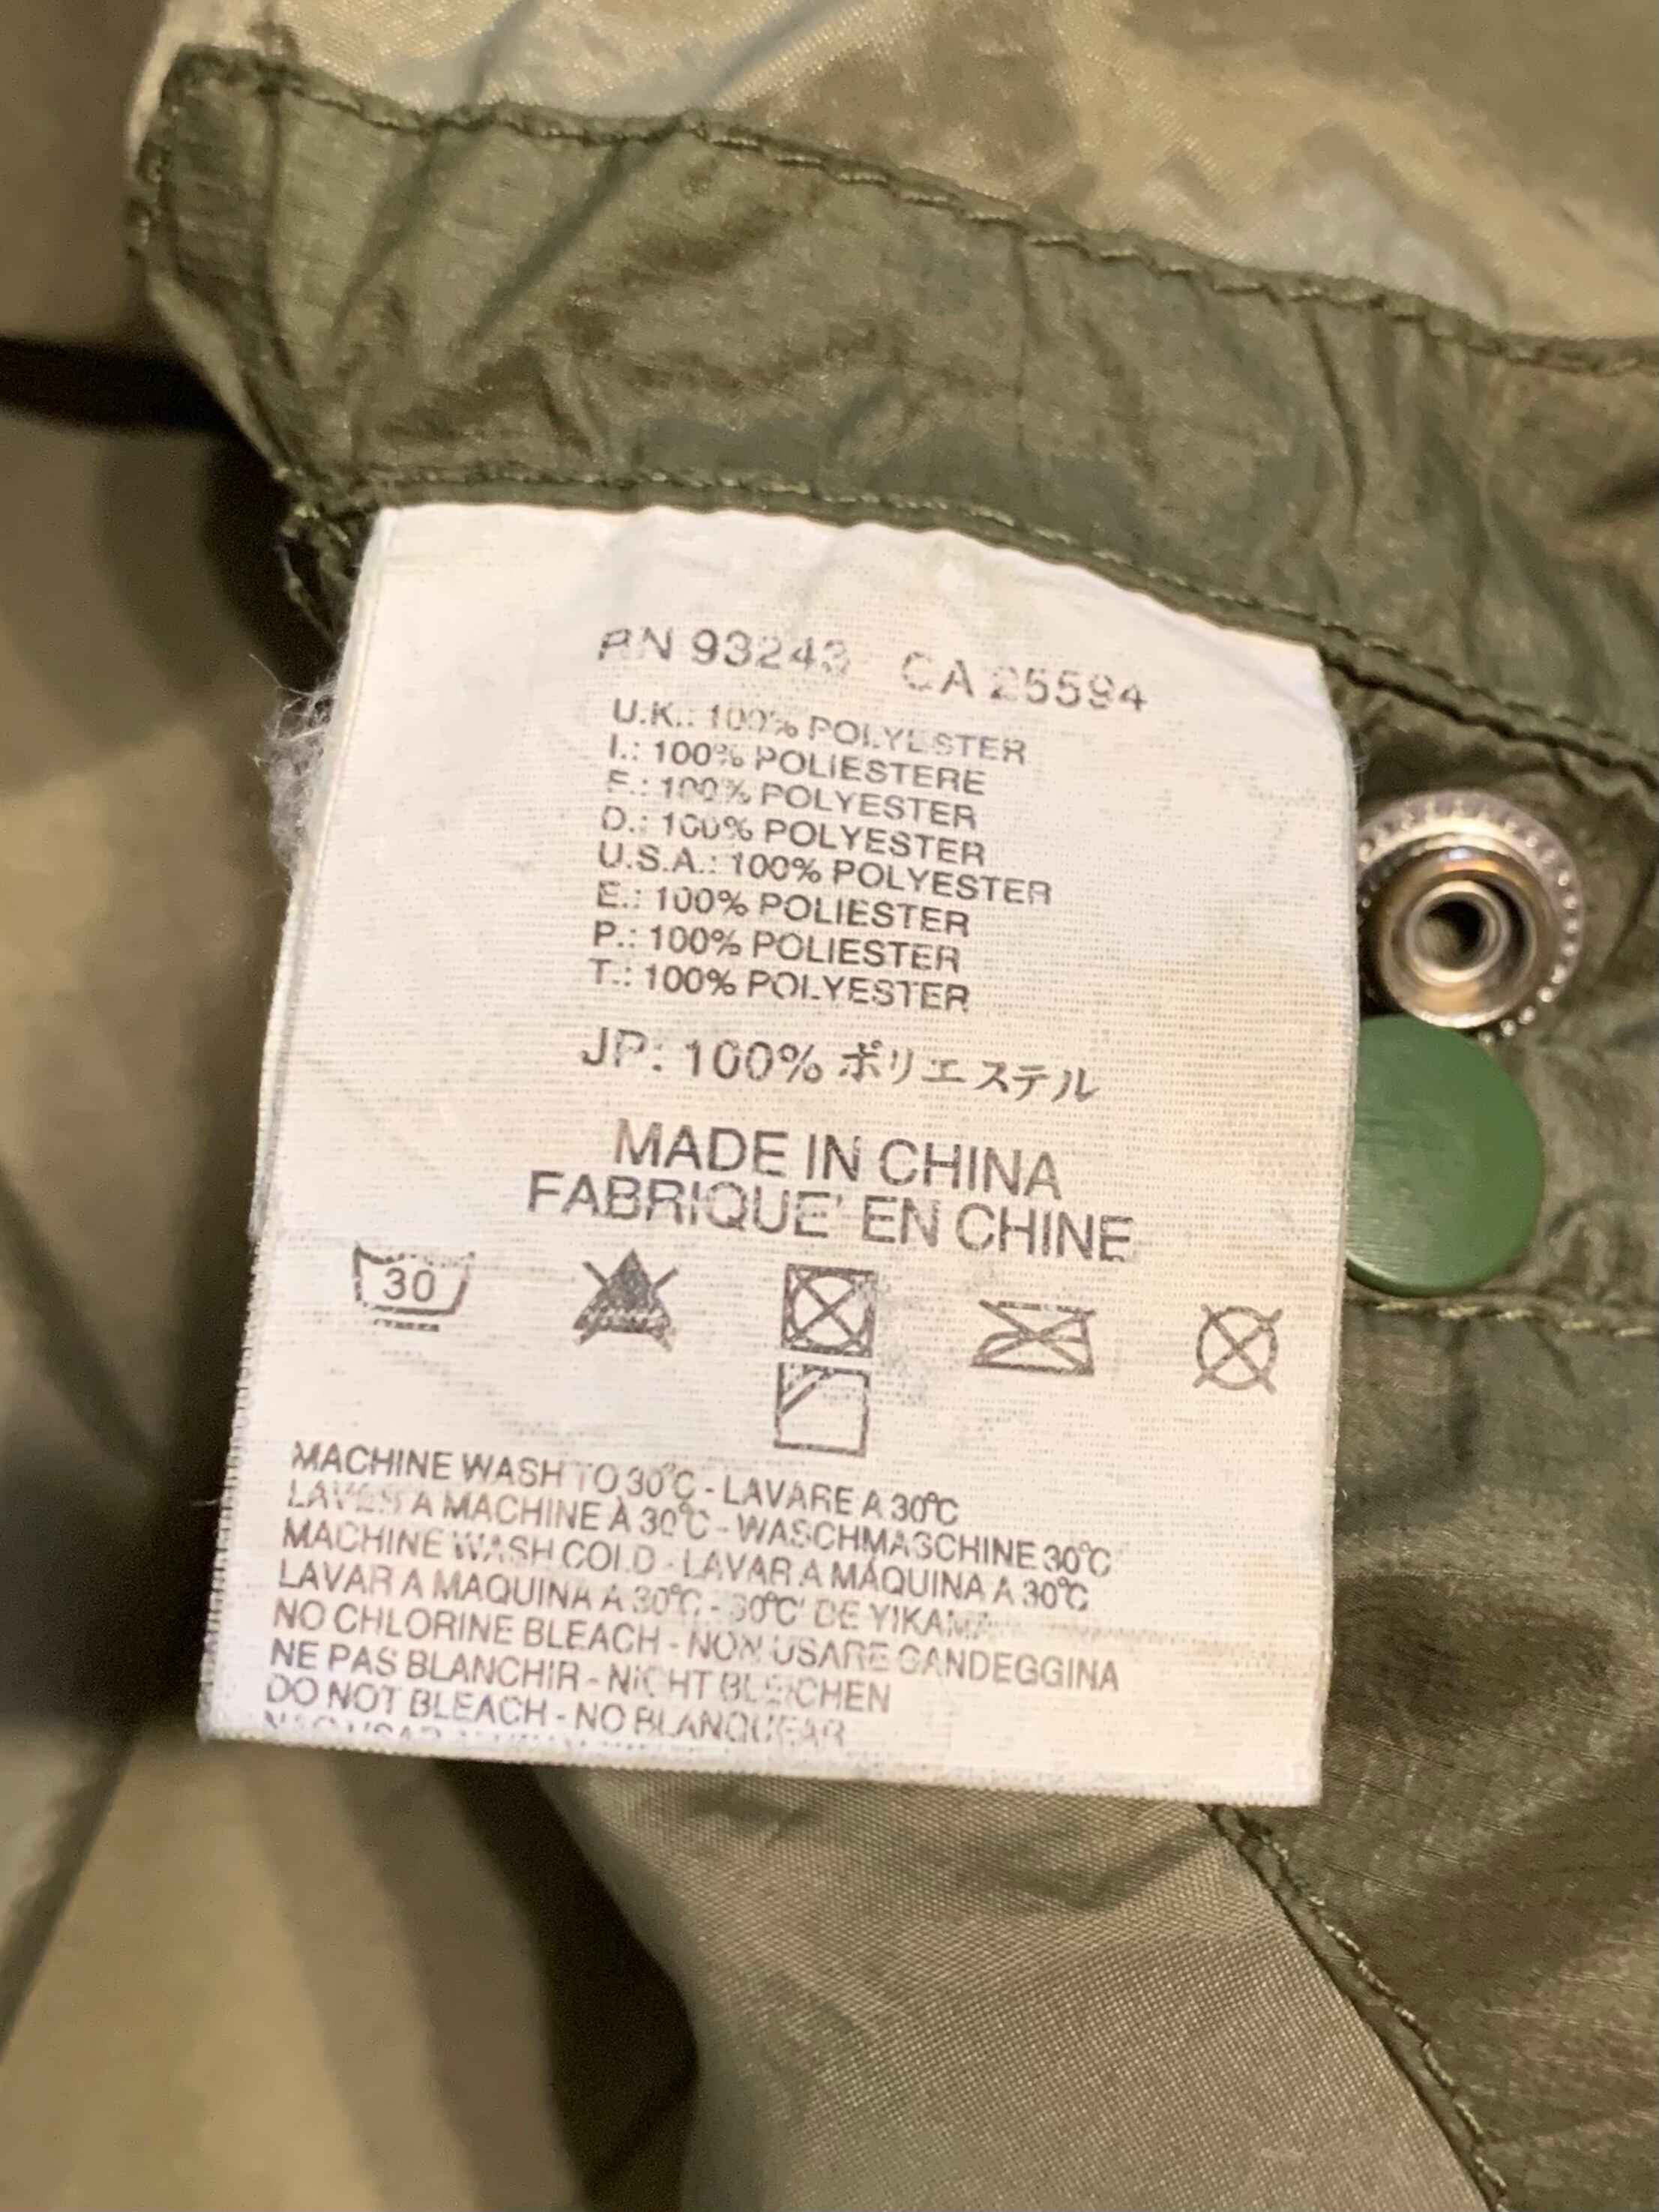 RN 93243 CA 25594
U.K.: 100% POLYESTER
I.: 100% POLIESTERE
F.: 100% POLYESTER
D.: 100% POLYESTER
U.S.A.: 100% POLYESTER
E.: 100% POLIESTER
P.: 100% POLIESTER
T.: 100% POLYESTER
JP: 100% ポリエステル
MADE IN CHINA
FABRIQUE' EN CHINE
30
MACHINE WASH TO 30°C - LAVARE A 30°C
LAVER A MACHINE À 30°C - WASCHMASCHINE 30°C
MACHINE WASH COLD - LAVAR A MÁQUINA A 30°C
LAVAR A MAQUINA A 30°C - 30°C' DE YIKAMA
NO CHLORINE BLEACH - NON USARE CANDEGGINA
NE PAS BLANCHIR - NICHT BLEICHEN
DO NOT BLEACH - NO BLANQUEAR
NAO USAR